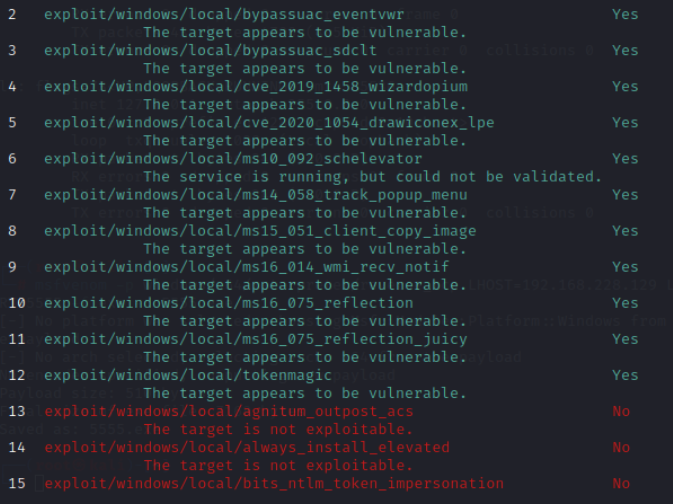 2 exploit/windows/local/bypassuac_eventvwr Yes
The target appears to be vulnerable.
3 exploit/windows/local/bypassuac_sdclt Yes
The target appears to be vulnerable.
4 exploit/windows/local/cve_2019_1458_wizardopium Yes
The target appears to be vulnerable.
5 exploit/windows/local/cve_2020_1054_drawiconex_lpe Yes
The target appears to be vulnerable.
6 exploit/windows/local/ms10_092_schelevator Yes
The service is running, but could not be validated.
7 exploit/windows/local/ms14_058_track_popup_menu Yes
The target appears to be vulnerable.
8 exploit/windows/local/ms15_051_client_copy_image Yes
The target appears to be vulnerable.
9 exploit/windows/local/ms16_014_wmi_recv_notif Yes
The target appears to be vulnerable.
10 exploit/windows/local/ms16_075_reflection Yes
The target appears to be vulnerable.
11 exploit/windows/local/ms16_075_reflection_juicy Yes
The target appears to be vulnerable.
12 exploit/windows/local/tokenmagic Yes
The target appears to be vulnerable.
13 exploit/windows/local/agnitum_outpost_acs No
The target is not exploitable.
14 exploit/windows/local/always_install_elevated No
The target is not exploitable.
15 exploit/windows/local/bits_ntlm_token_impersonation No